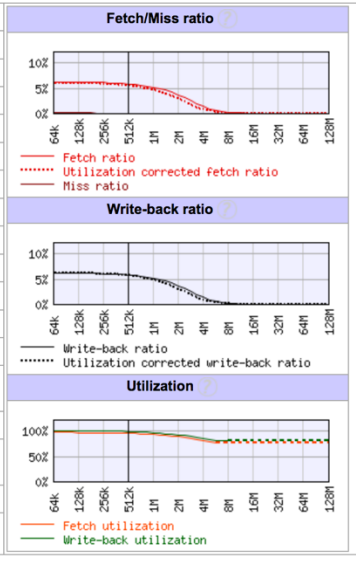 Fetch/Miss ratio ?
10%
5%
0%
64k 128k 256k 512k 1M 2M 4M 8M 16M 32M 64M 128M
Fetch ratio
Utilization corrected fetch ratio
Miss ratio
Write-back ratio ?
10%
5%
0%
64k 128k 256k 512k 1M 2M 4M 8M 16M 32M 64M 128M
Write-back ratio
Utilization corrected write-back ratio
Utilization ?
100%
50%
0%
64k 128k 256k 512k 1M 2M 4M 8M 16M 32M 64M 128M
Fetch utilization
Write-back utilization